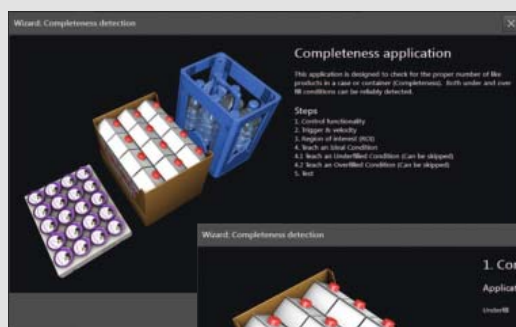 Wizard: Completeness detection
Completeness application
This application is designed to check for the proper number of like
products in a case or container (Completeness). Both under and over
fill conditions can be reliably detected.
Steps
1. Control functionality
2. Trigger & velocity
3. Region of interest (ROI)
4. Teach an Ideal Condition
4.1 Teach an Underfilled Condition (Can be skipped)
4.2 Teach an Overfilled Condition (Can be skipped)
5. Test
Wizard: Completeness detection
1. Con
Applicat
Underfill